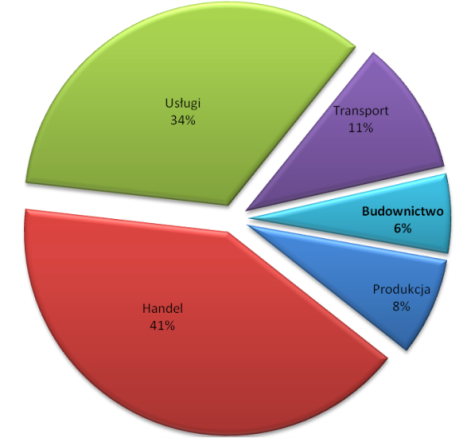 Usługi
34%
Transport
11%
Budownictwo
6%
Produkcja
8%
Handel
41%